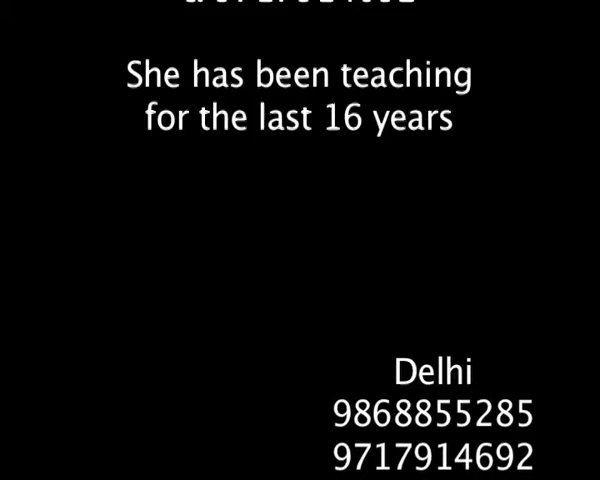 She has been teaching
for the last 16 years
Delhi
9868855285
9717914692